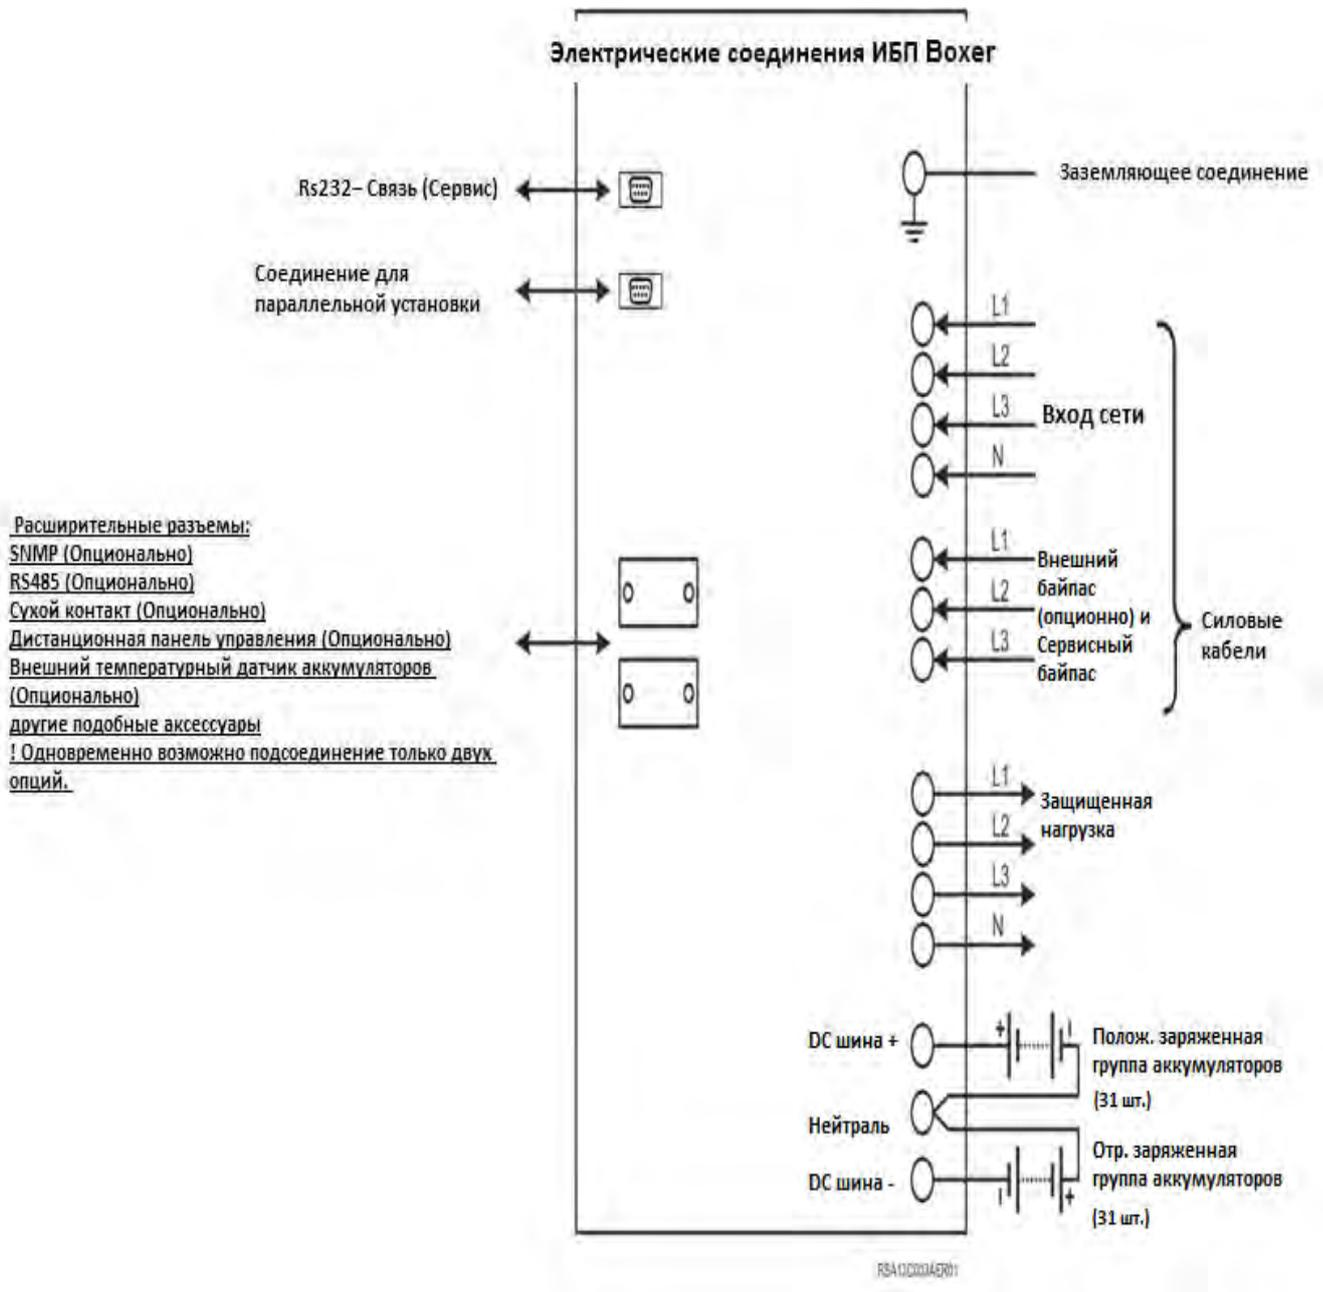 Электрические соединения ИБП Boxer
Rs232– Связь (Сервис)
Заземляющее соединение
Соединение для
параллельной установки
L1
L2
L3
Вход сети
N
Расширительные разъемы:
SNMP (Опционально)
RS485 (Опционально)
Сухой контакт (Опционально)
Дистанционная панель управления (Опционально)
Внешний температурный датчик аккумуляторов
(Опционально)
другие подобные аксессуары
! Одновременно возможно подсоединение только двух
опций.
L1
L2
L3
Внешний
байпас
(опционно) и
Сервисный
байпас
Силовые
кабели
L1
L2
L3
N
Защищенная
нагрузка
DC шина +
+
–
Полож. заряженная
группа аккумуляторов
(31 шт.)
Нейтраль
DC шина -
–
+
Отр. заряженная
группа аккумуляторов
(31 шт.)